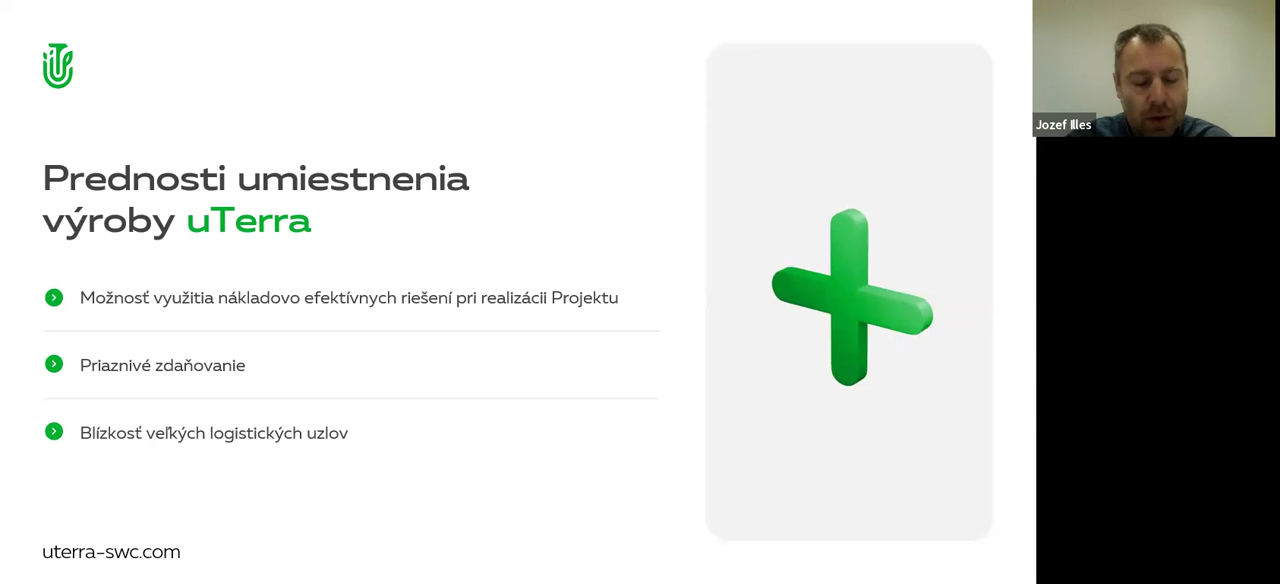 Prednosti umiestnenia
výroby uTerra
Možnosť využitia nákladovo efektívnych riešení pri realizácii Projektu
Priaznivé zdaňovanie
Blízkosť veľkých logistických uzlov
uterra-swc.com
Jozef Illes